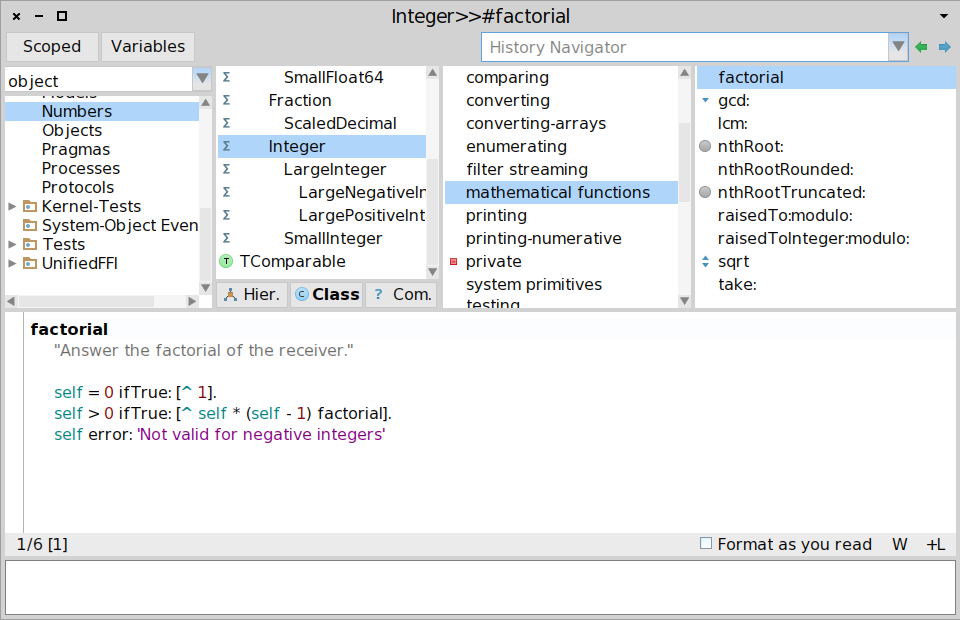 Integer>>#factorial
Scoped
Variables
History Navigator
object
Models
Numbers
Objects
Pragmas
Processes
Protocols
Kernel-Tests
System-Object Even
Tests
UnifiedFFI
SmallFloat64
Fraction
ScaledDecimal
Integer
LargeInteger
LargeNegativeIn
LargePositiveInt
SmallInteger
TComparable
Hier.
Class
? Com.
comparing
converting
converting-arrays
enumerating
filter streaming
mathematical functions
printing
printing-numerative
private
system primitives
testing
factorial
gcd:
lcm:
nthRoot:
nthRootRounded:
nthRootTruncated:
raisedTo:modulo:
raisedToInteger:modulo:
sqrt
take:
factorial
"Answer the factorial of the receiver."
self = 0 ifTrue: [^ 1].
self > 0 ifTrue: [^ self * (self - 1) factorial].
self error: 'Not valid for negative integers'
1/6 [1]
Format as you read
W
+L